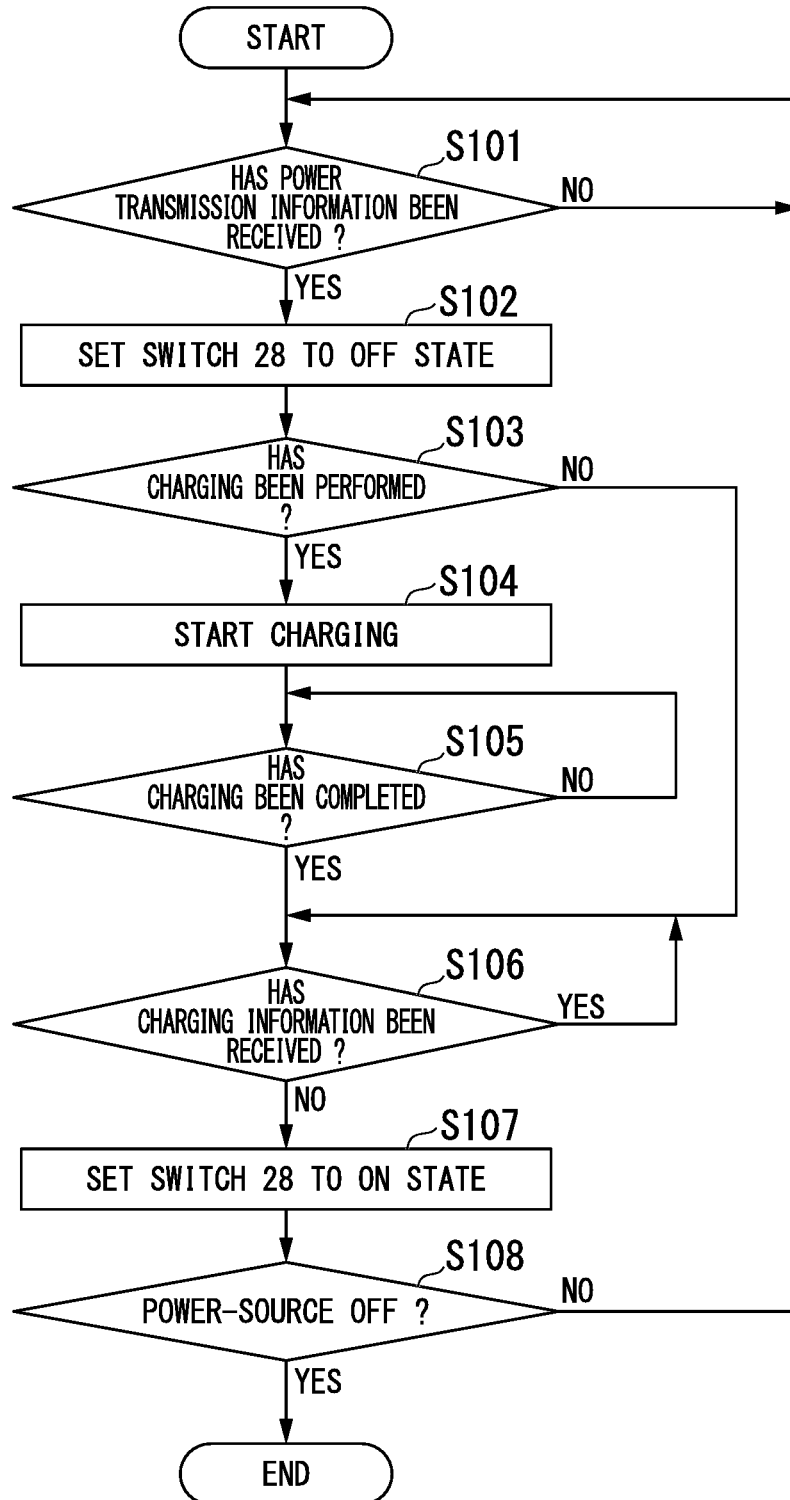 START
S101
HAS POWER
TRANSMISSION INFORMATION BEEN
RECEIVED ?
NO
YES
S102
SET SWITCH 28 TO OFF STATE
S103
HAS
CHARGING BEEN PERFORMED
?
NO
YES
S104
START CHARGING
S105
HAS
CHARGING BEEN COMPLETED
?
NO
YES
S106
HAS
CHARGING INFORMATION BEEN
RECEIVED ?
YES
NO
S107
SET SWITCH 28 TO ON STATE
S108
POWER-SOURCE OFF ?
NO
YES
END